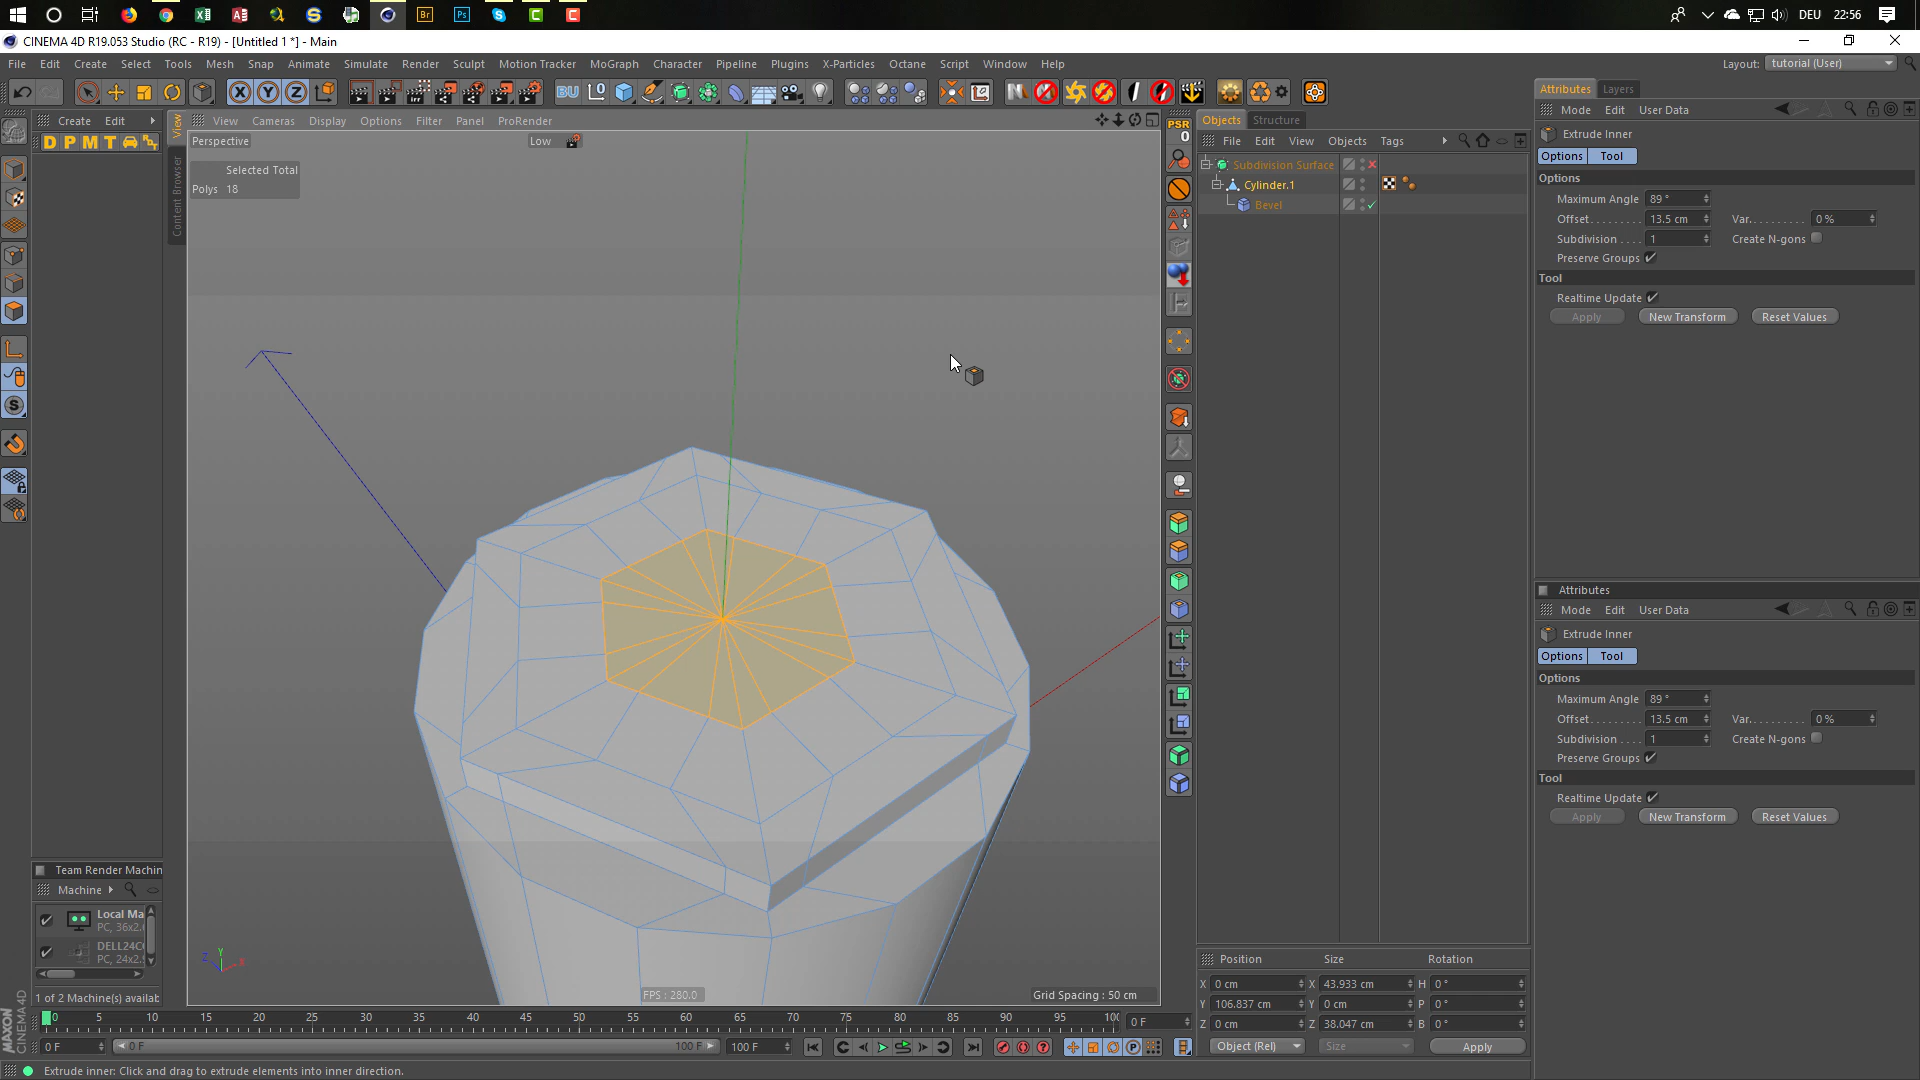 Br
Ps
DEU
22:56
CINEMA 4D R19.053 Studio (RC - R19) - [Untitled 1 *] - Main
File Edit Create Select Tools Mesh Snap Animate Simulate Render Sculpt Motion Tracker MoGraph Character Pipeline Plugins X-Particles Octane Script Window Help
Layout: tutorial (User)
X Y Z
BU
Create Edit
D P M T
View
Content Browser
View Cameras Display Options Filter Panel ProRender
Perspective
Low
Selected Total
Polys 18
FPS : 280.0
Grid Spacing : 50 cm
PSR
0
Objects Structure
File Edit View Objects Tags
Subdivision Surface
Cylinder.1
Bevel
Attributes Layers
Mode Edit User Data
Extrude Inner
Options Tool
Options
Maximum Angle 89 °
Offset 13.5 cm Var. 0 %
Subdivision 1 Create N-gons
Preserve Groups
Tool
Realtime Update
Apply New Transform Reset Values
Attributes
Mode Edit User Data
Extrude Inner
Options Tool
Options
Maximum Angle 89 °
Offset 13.5 cm Var. 0 %
Subdivision 1 Create N-gons
Preserve Groups
Tool
Realtime Update
Apply New Transform Reset Values
Team Render Machin
Machine
Local Ma
DELL24C
1 of 2 Machine(s) availab
Z Y X
Position Size Rotation
X 0 cm X 43.933 cm H 0 °
Y 106.837 cm Y 0 cm P 0 °
Z 0 cm Z 38.047 cm B 0 °
Object (Rel) Size Apply
0 5 10 15 20 25 30 35 40 45 50 55 60 65 70 75 80 85 90 95 100
0 F
0 F 0 F 100 F 100 F
MAXON CINEMA 4D
Extrude inner: Click and drag to extrude elements into inner direction.